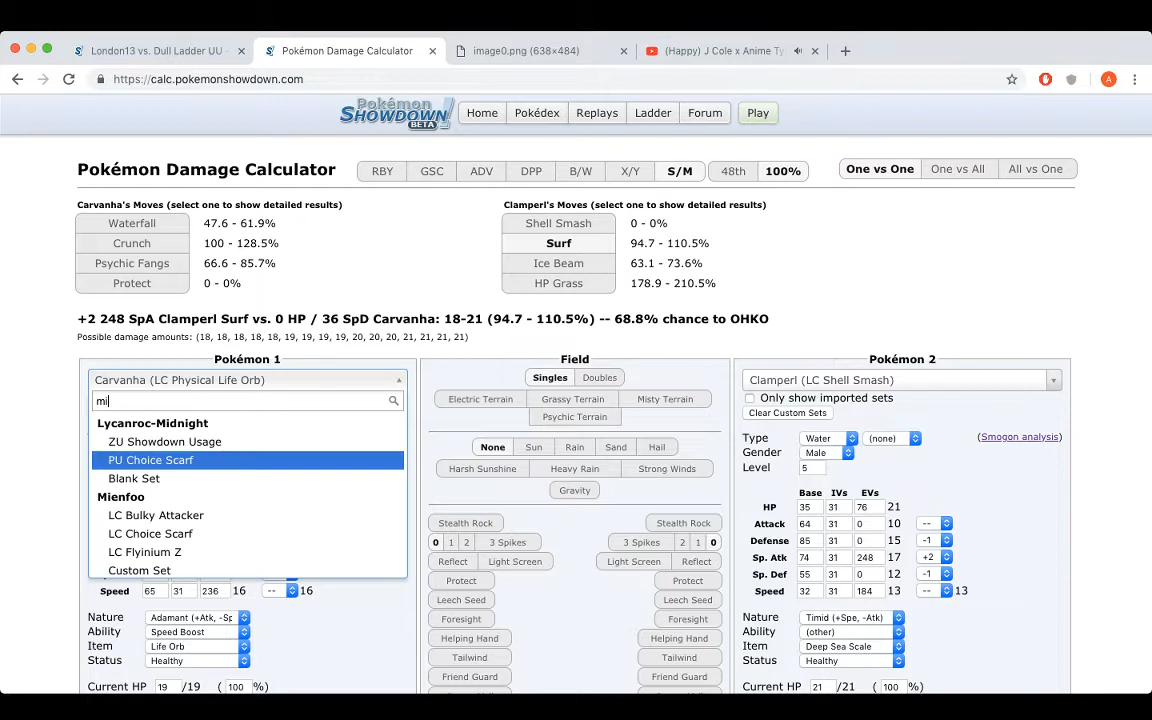 London13 vs. Dull Ladder UU - Pokémon Damage Calculator image0.png (638×484) (Happy) J Cole x Anime Ty
https://calc.pokemonshowdown.com A
Pokémon SHOWDOWN! BETA Home Pokédex Replays Ladder Forum Play
Pokémon Damage Calculator RBY GSC ADV DPP B/W X/Y S/M 48th 100% One vs One One vs All All vs One
Carvanha's Moves (select one to show detailed results) Clamperl's Moves (select one to show detailed results)
Waterfall 47.6 - 61.9% Shell Smash 0 - 0%
Crunch 100 - 128.5% Surf 94.7 - 110.5%
Psychic Fangs 66.6 - 85.7% Ice Beam 63.1 - 73.6%
Protect 0 - 0% HP Grass 178.9 - 210.5%
+2 248 SpA Clamperl Surf vs. 0 HP / 36 SpD Carvanha: 18-21 (94.7 - 110.5%) -- 68.8% chance to OHKO
Possible damage amounts: (18, 18, 18, 18, 18, 19, 19, 19, 19, 20, 20, 20, 21, 21, 21, 21)
Pokémon 1
Carvanha (LC Physical Life Orb)
mi
Lycanroc-Midnight
ZU Showdown Usage
PU Choice Scarf
Blank Set
Mienfoo
LC Bulky Attacker
LC Choice Scarf
LC Flyinium Z
Custom Set
Speed 65 31 236 16 -- 16
Nature Adamant (+Atk, -Sp
Ability Speed Boost
Item Life Orb
Status Healthy
Current HP 19 /19 ( 100 %)
Field
Singles Doubles
Electric Terrain Grassy Terrain Misty Terrain
Psychic Terrain
None Sun Rain Sand Hail
Harsh Sunshine Heavy Rain Strong Winds
Gravity
Stealth Rock Stealth Rock
0 1 2 3 Spikes 3 Spikes 2 1 0
Reflect Light Screen Light Screen Reflect
Protect Protect
Leech Seed Leech Seed
Foresight Foresight
Helping Hand Helping Hand
Tailwind Tailwind
Friend Guard Friend Guard
Pokémon 2
Clamperl (LC Shell Smash)
Only show imported sets
Clear Custom Sets
Type Water (none) (Smogon analysis)
Gender Male
Level 5
Base IVs EVs
HP 35 31 76 21
Attack 64 31 0 10 --
Defense 85 31 0 15 -1
Sp. Atk 74 31 248 17 +2
Sp. Def 55 31 0 12 -1
Speed 32 31 184 13 -- 13
Nature Timid (+Spe, -Atk)
Ability (other)
Item Deep Sea Scale
Status Healthy
Current HP 21 /21 ( 100 %)